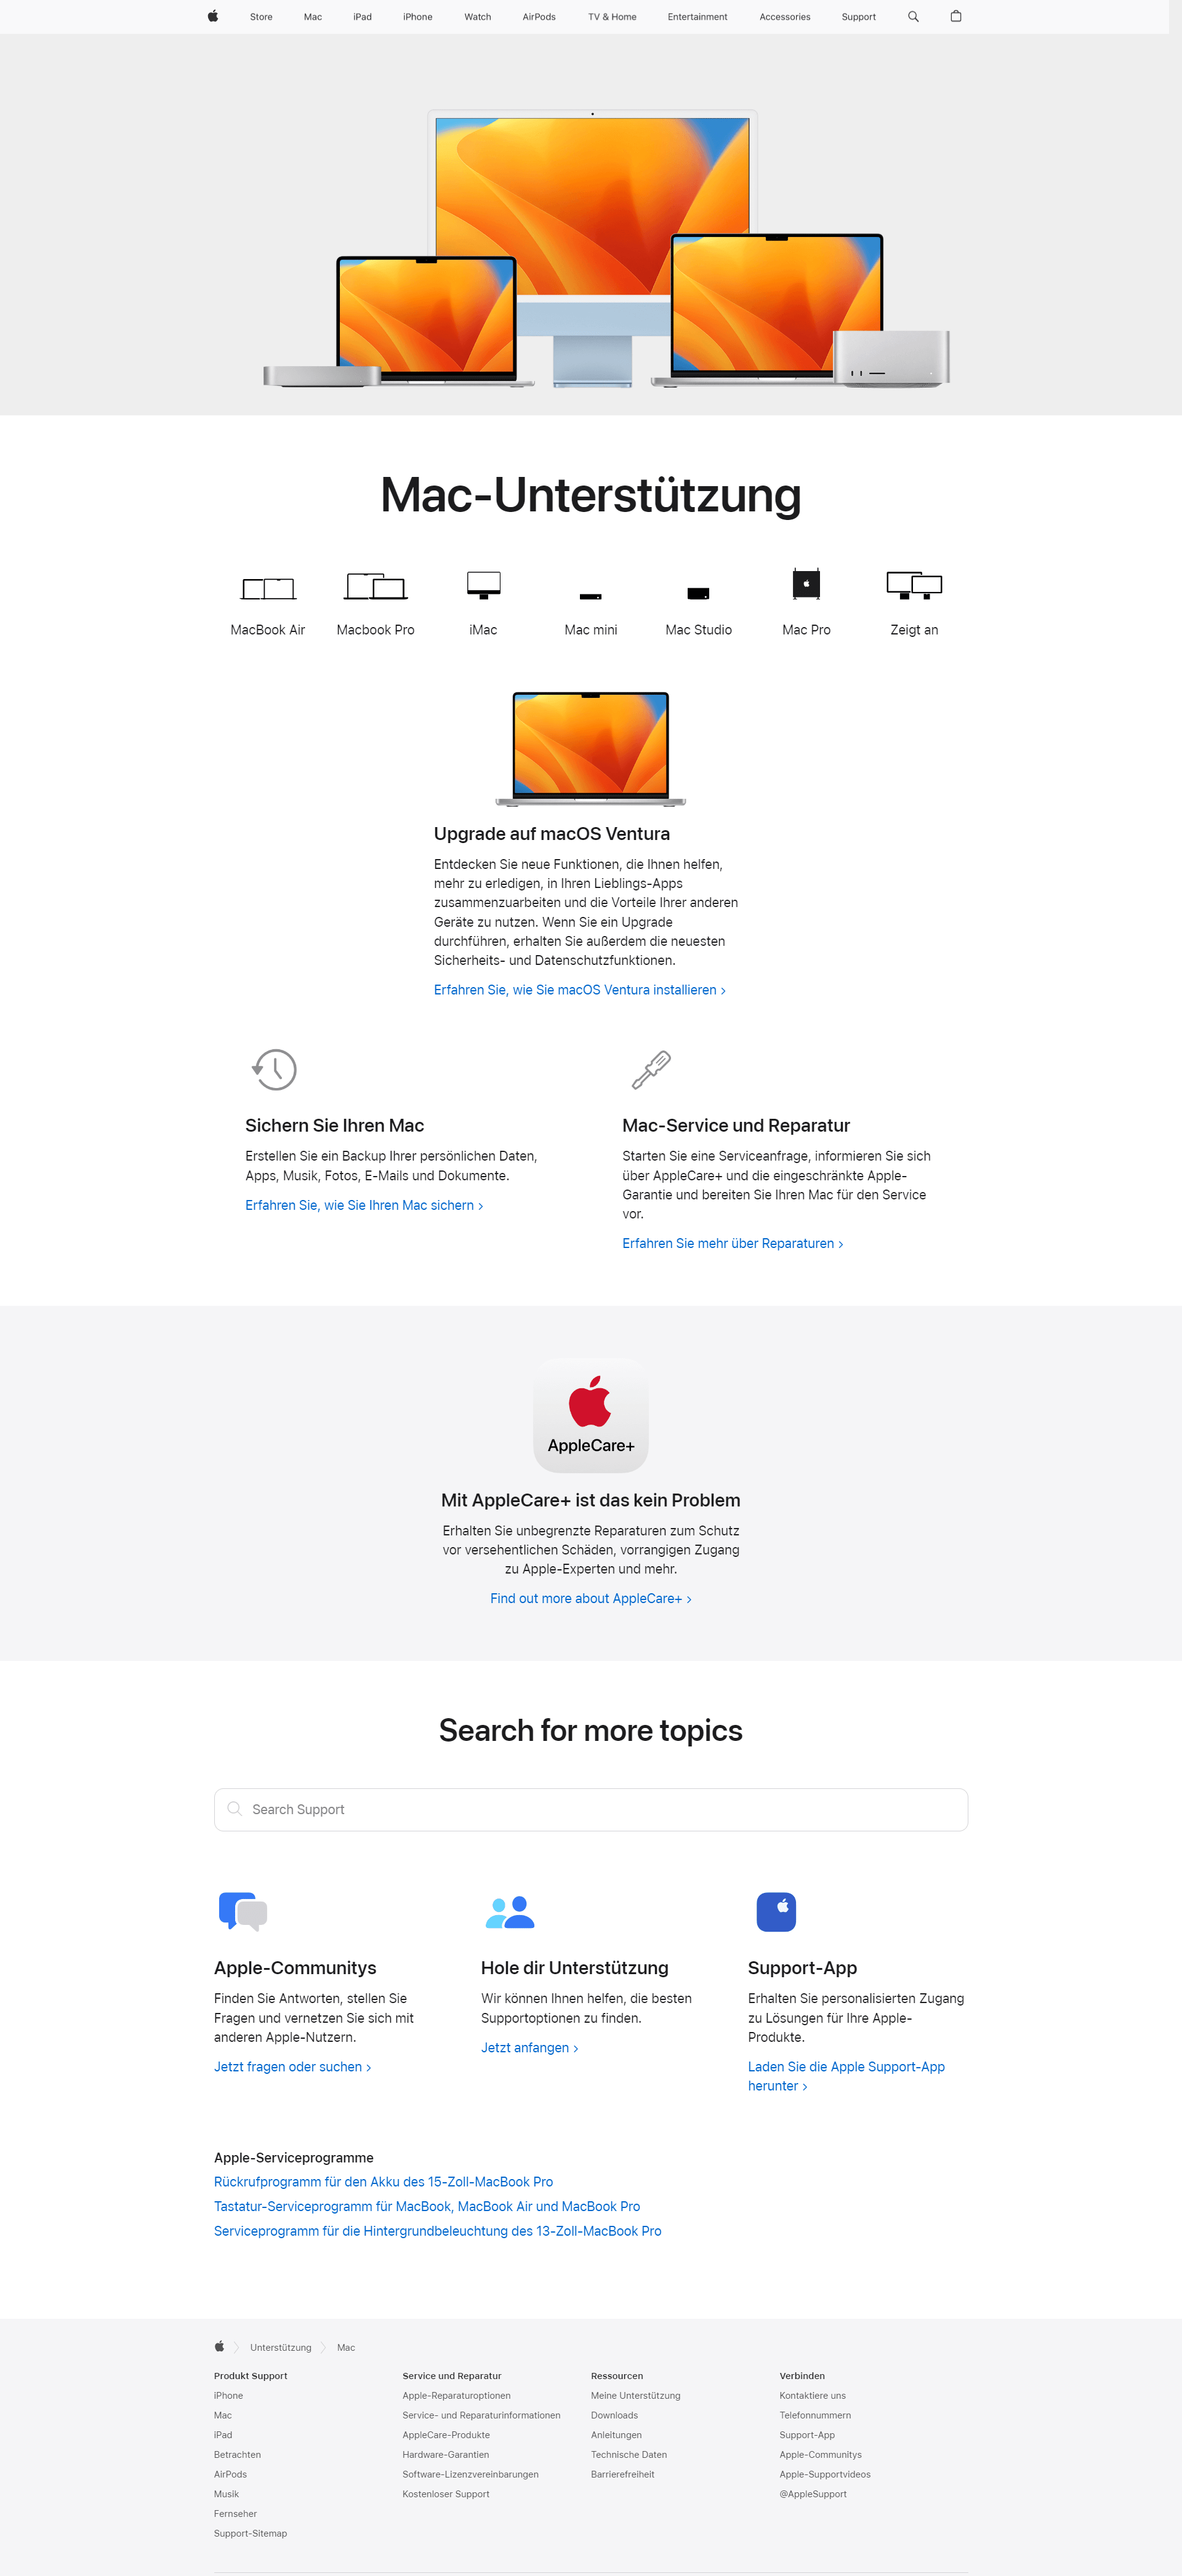 Store Mac iPad iPhone Watch AirPods TV & Home Entertainment Accessories Support
Mac-Unterstützung
MacBook Air Macbook Pro iMac Mac mini Mac Studio Mac Pro Zeigt an
Upgrade auf macOS Ventura
Entdecken Sie neue Funktionen, die Ihnen helfen,
mehr zu erledigen, in Ihren Lieblings-Apps
zusammenzuarbeiten und die Vorteile Ihrer anderen
Geräte zu nutzen. Wenn Sie ein Upgrade
durchführen, erhalten Sie außerdem die neuesten
Sicherheits- und Datenschutzfunktionen.
Erfahren Sie, wie Sie macOS Ventura installieren
Sichern Sie Ihren Mac
Erstellen Sie ein Backup Ihrer persönlichen Daten,
Apps, Musik, Fotos, E-Mails und Dokumente.
Erfahren Sie, wie Sie Ihren Mac sichern
Mac-Service und Reparatur
Starten Sie eine Serviceanfrage, informieren Sie sich
über AppleCare+ und die eingeschränkte Apple-
Garantie und bereiten Sie Ihren Mac für den Service
vor.
Erfahren Sie mehr über Reparaturen
AppleCare+
Mit AppleCare+ ist das kein Problem
Erhalten Sie unbegrenzte Reparaturen zum Schutz
vor versehentlichen Schäden, vorrangigen Zugang
zu Apple-Experten und mehr.
Find out more about AppleCare+
Search for more topics
Search Support
Apple-Communitys
Finden Sie Antworten, stellen Sie
Fragen und vernetzen Sie sich mit
anderen Apple-Nutzern.
Jetzt fragen oder suchen
Hole dir Unterstützung
Wir können Ihnen helfen, die besten
Supportoptionen zu finden.
Jetzt anfangen
Support-App
Erhalten Sie personalisierten Zugang
zu Lösungen für Ihre Apple-
Produkte.
Laden Sie die Apple Support-App
herunter
Apple-Serviceprogramme
Rückrufprogramm für den Akku des 15-Zoll-MacBook Pro
Tastatur-Serviceprogramm für MacBook, MacBook Air und MacBook Pro
Serviceprogramm für die Hintergrundbeleuchtung des 13-Zoll-MacBook Pro
Unterstützung Mac
Produkt Support
iPhone
Mac
iPad
Betrachten
AirPods
Musik
Fernseher
Support-Sitemap
Service und Reparatur
Apple-Reparaturoptionen
Service- und Reparaturinformationen
AppleCare-Produkte
Hardware-Garantien
Software-Lizenzvereinbarungen
Kostenloser Support
Ressourcen
Meine Unterstützung
Downloads
Anleitungen
Technische Daten
Barrierefreiheit
Verbinden
Kontaktiere uns
Telefonnummern
Support-App
Apple-Communitys
Apple-Supportvideos
@AppleSupport